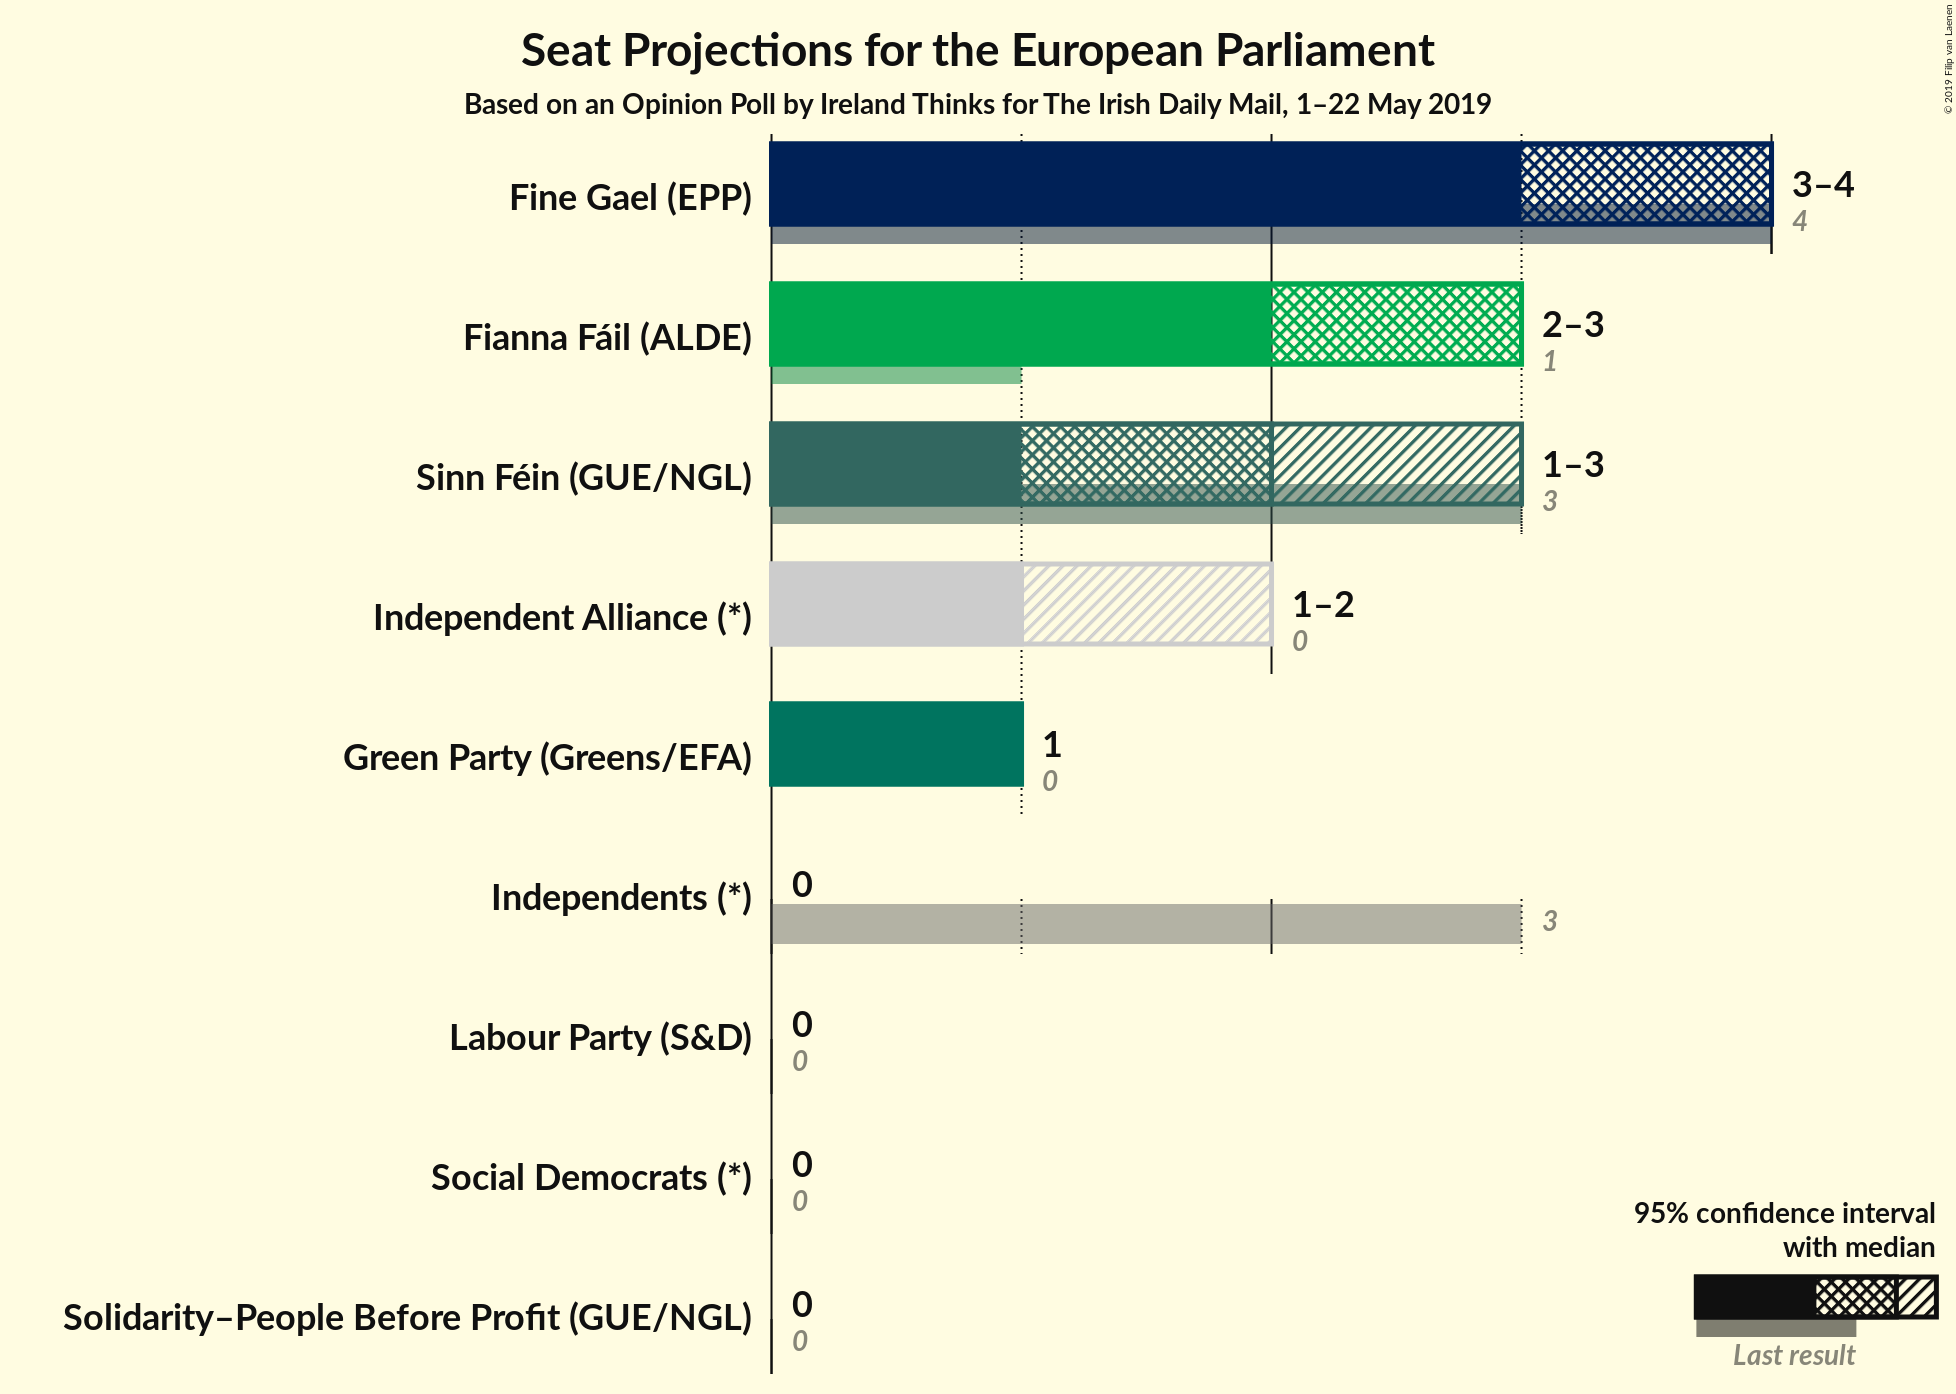 Seat Projections for the European Parliament
Based on an Opinion Poll by Ireland Thinks for The Irish Daily Mail, 1–22 May 2019
© 2019 Filip van Laenen
Fine Gael (EPP)
3–4
4
Fianna Fáil (ALDE)
2–3
1
Sinn Féin (GUE/NGL)
1–3
3
Independent Alliance (*)
1–2
0
Green Party (Greens/EFA)
1
0
Independents (*)
0
3
Labour Party (S&D)
0
0
Social Democrats (*)
0
0
Solidarity–People Before Profit (GUE/NGL)
0
0
95% confidence interval
with median
Last result